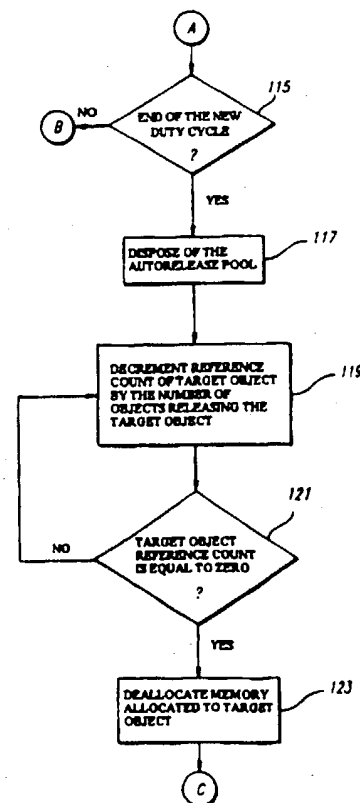 A
115
END OF THE NEW
DUTY CYCLE
?
NO
B
YES
117
DISPOSE OF THE
AUTORELEASE POOL
DECREMENT REFERENCE
COUNT OF TARGET OBJECT
BY THE NUMBER OF
OBJECTS RELEASING THE
TARGET OBJECT
119
121
TARGET OBJECT
REFERENCE COUNT
IS EQUAL TO ZERO
?
NO
YES
123
DEALLOCATE MEMORY
ALLOCATED TO TARGET
OBJECT
C